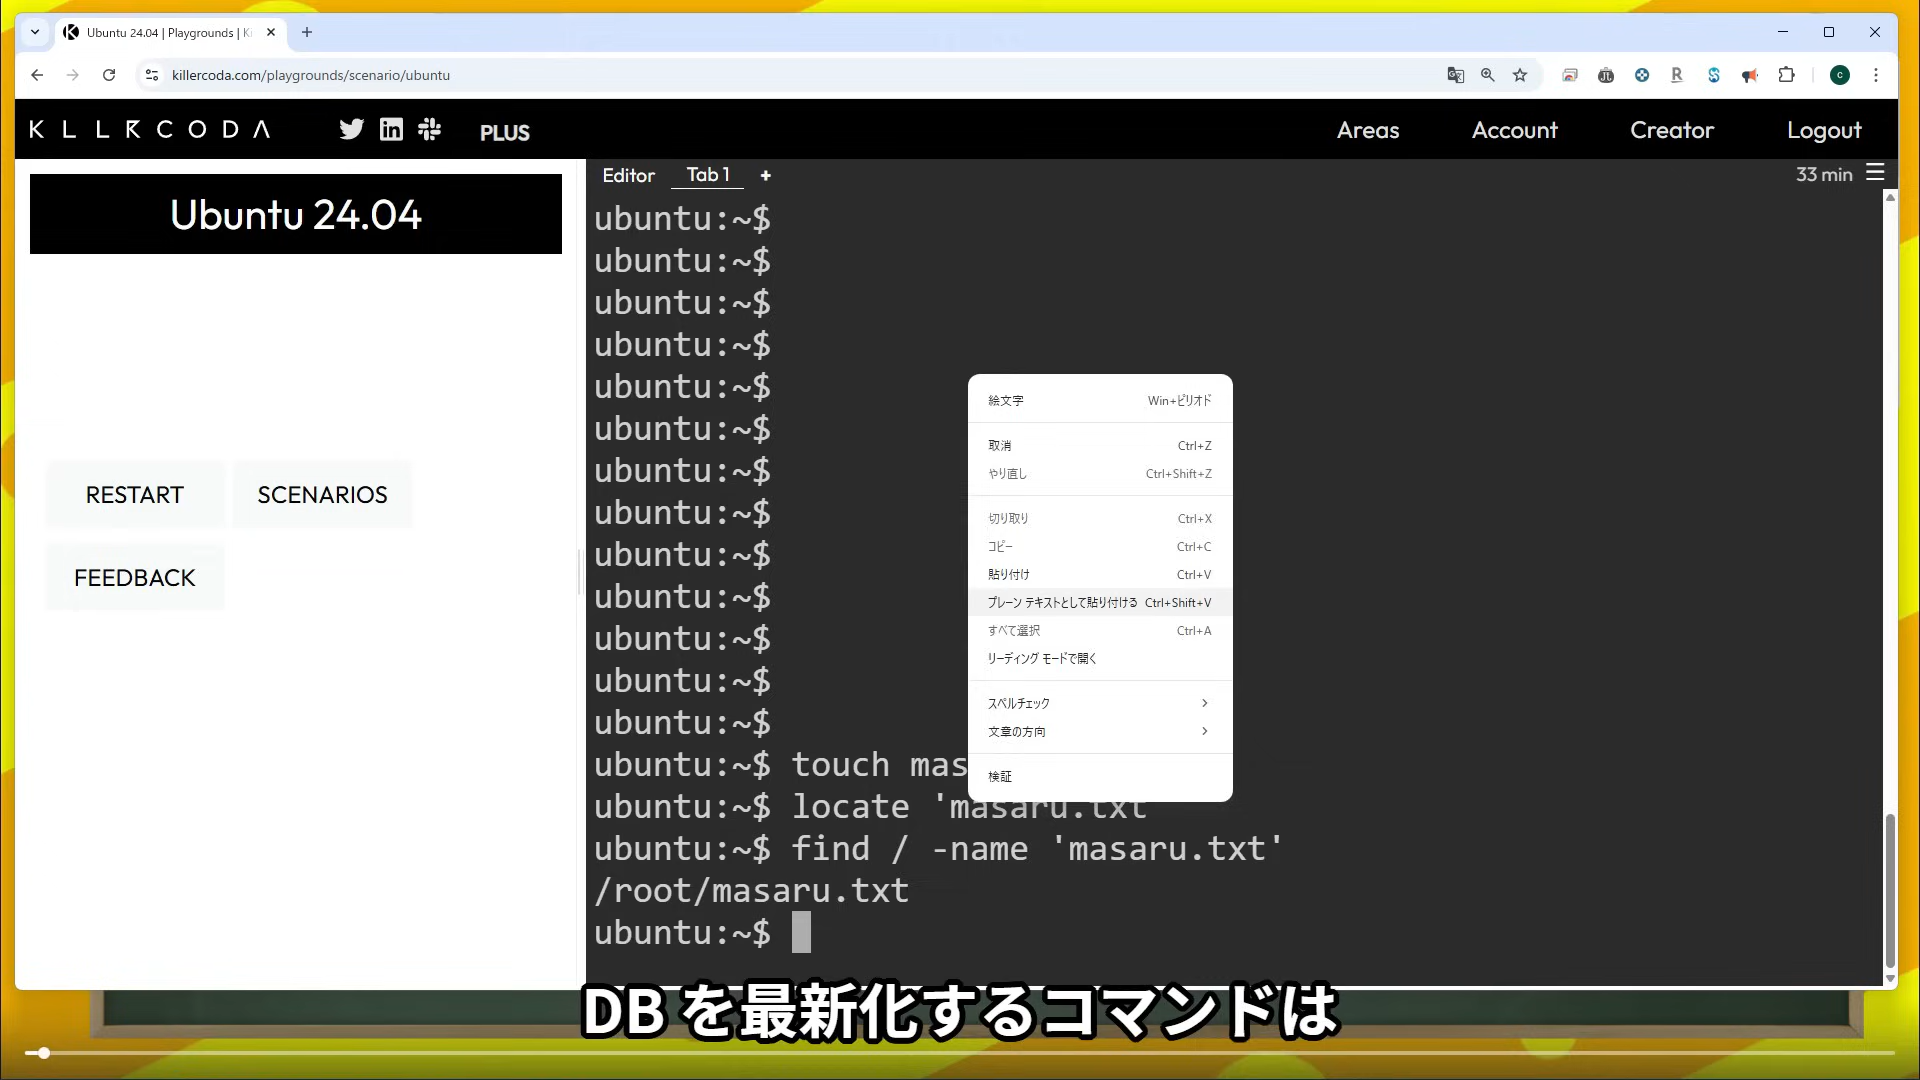 Ubuntu 24.04 | Playgrounds | K
killercoda.com/playgrounds/scenario/ubuntu
KLLRCODA
PLUS
Areas
Account
Creator
Logout
Ubuntu 24.04
RESTART
SCENARIOS
FEEDBACK
Editor
Tab 1
+
33 min
ubuntu:~$
ubuntu:~$
ubuntu:~$
ubuntu:~$
ubuntu:~$
ubuntu:~$
ubuntu:~$
ubuntu:~$
ubuntu:~$
ubuntu:~$
ubuntu:~$
ubuntu:~$
ubuntu:~$
ubuntu:~$ touch mas
ubuntu:~$ locate 'masaru.txt
ubuntu:~$ find / -name 'masaru.txt'
/root/masaru.txt
ubuntu:~$
絵文字 Win+ピリオド
取消 Ctrl+Z
やり直し Ctrl+Shift+Z
切り取り Ctrl+X
コピー Ctrl+C
貼り付け Ctrl+V
プレーン テキストとして貼り付ける Ctrl+Shift+V
すべて選択 Ctrl+A
リーディング モードで開く
スペルチェック
文章の方向
検証
DBを最新化するコマンドは